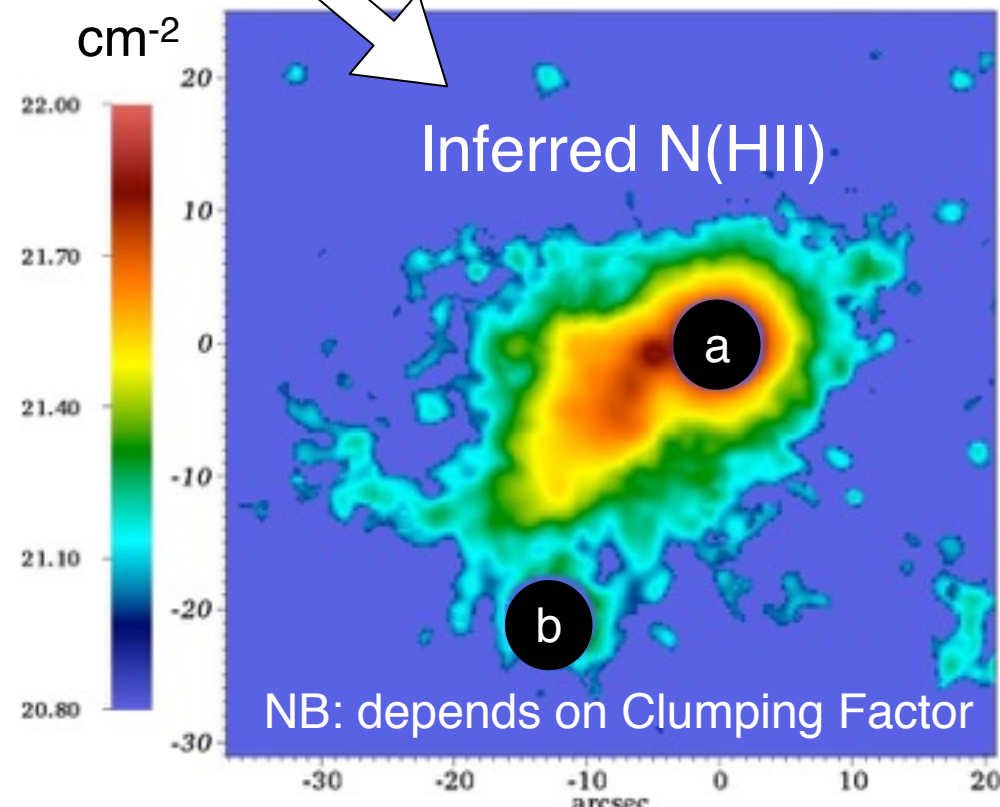 cm-2
22.00
21.70
21.40
21.10
20.80
20
10
0
-10
-20
-30
Inferred N(HII)
a
b
NB: depends on Clumping Factor
-30 -20 -10 0 10 20
arcsec